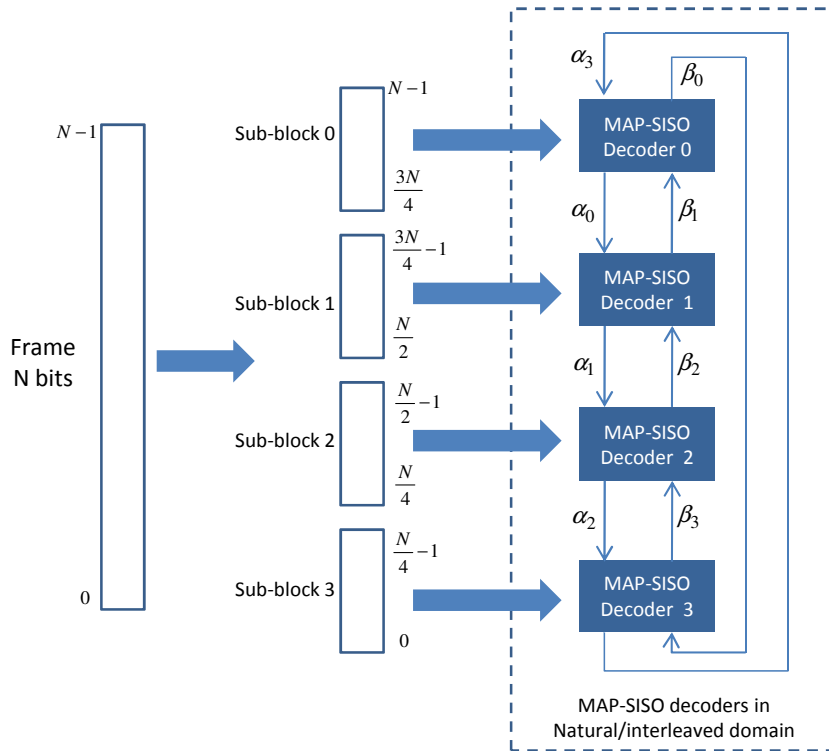 Frame
N bits
N−1
0
Sub-block 0
N−1
3N/4
Sub-block 1
3N/4 −1
N/2
Sub-block 2
N/2 −1
N/4
Sub-block 3
N/4 −1
0
α3
β0
MAP-SISO
Decoder 0
α0
β1
MAP-SISO
Decoder 1
α1
β2
MAP-SISO
Decoder 2
α2
β3
MAP-SISO
Decoder 3
MAP-SISO decoders in
Natural/interleaved domain